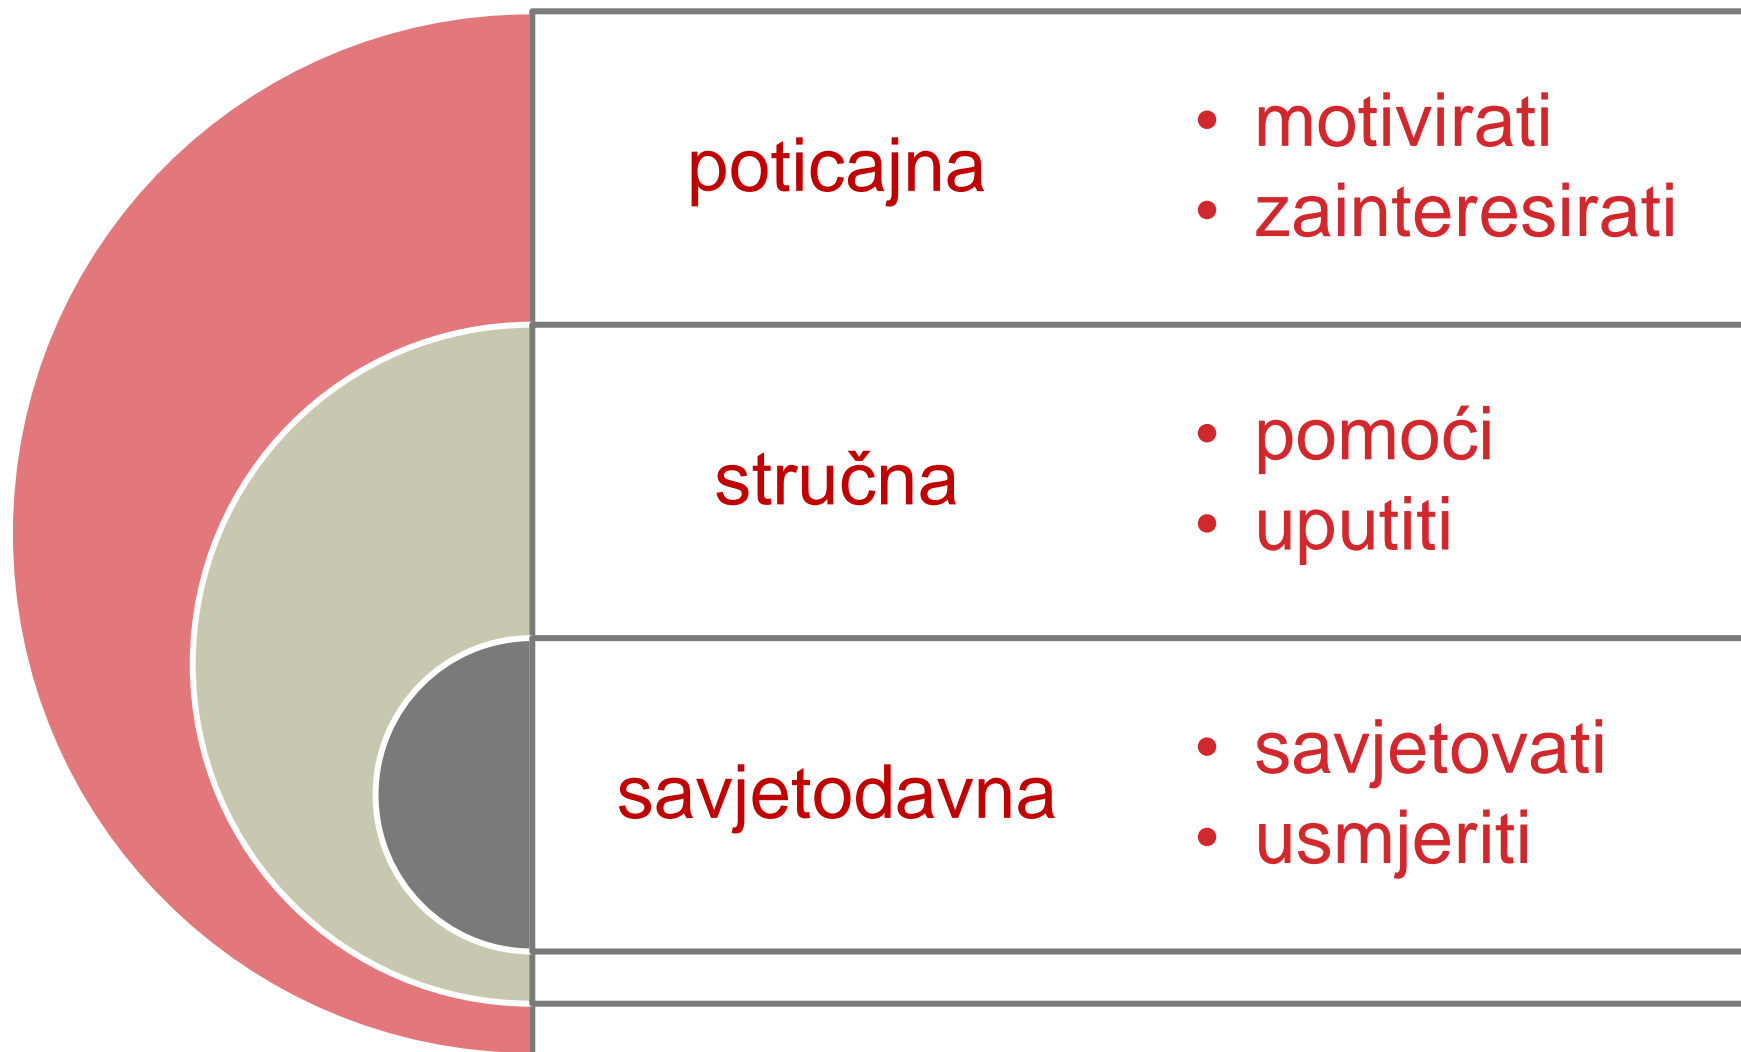 poticajna
• motivirati
• zainteresirati
stručna
• pomoći
• uputiti
savjetodavna
• savjetovati
• usmjeriti